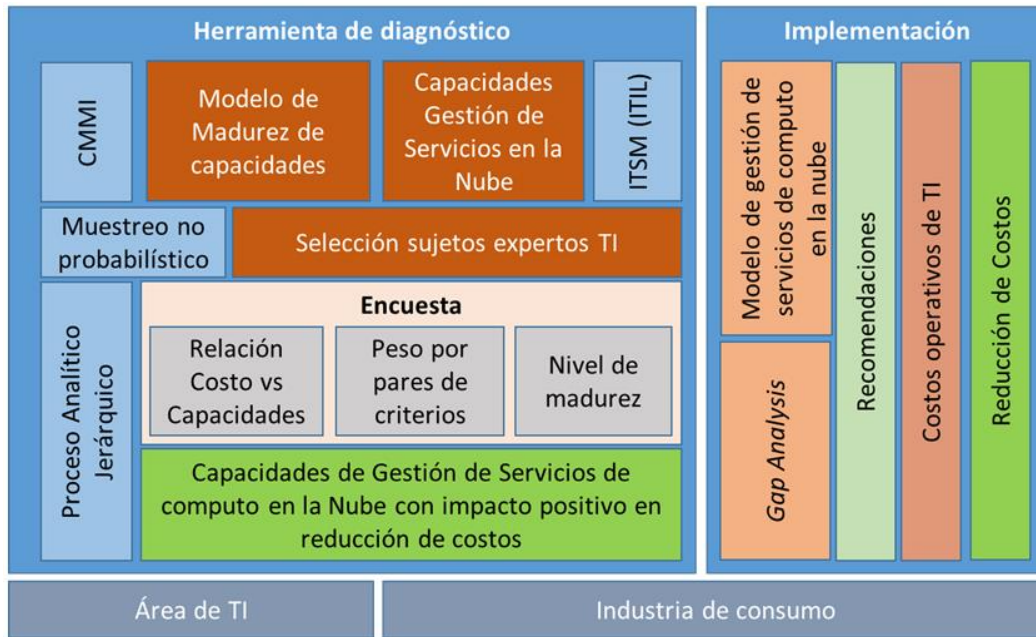 Herramienta de diagnóstico
CMMI
Modelo de
Madurez de
capacidades
Capacidades
Gestión de
Servicios en la
Nube
ITSM (ITIL)
Muestreo no
probabilístico
Selección sujetos expertos TI
Proceso Analítico
Jerárquico
Encuesta
Relación
Costo vs
Capacidades
Peso por
pares de
criterios
Nivel de
madurez
Capacidades de Gestión de Servicios de
computo en la Nube con impacto positivo en
reducción de costos
Implementación
Modelo de gestión de
servicios de computo
en la nube
Gap Analysis
Recomendaciones
Costos operativos de TI
Reducción de Costos
Área de TI
Industria de consumo